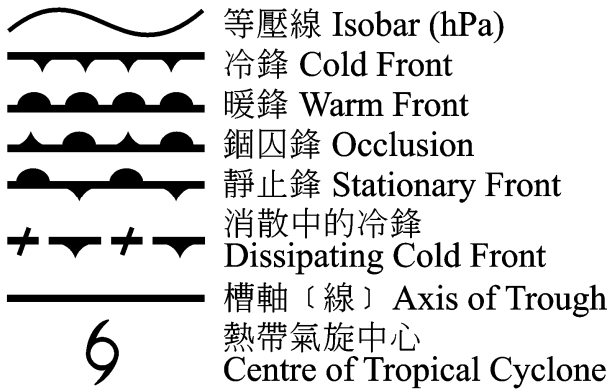 等壓線 Isobar (hPa)
冷鋒 Cold Front
暖鋒 Warm Front
錮囚鋒 Occlusion
靜止鋒 Stationary Front
消散中的冷鋒
Dissipating Cold Front
槽軸﹝線﹞ Axis of Trough
熱帶氣旋中心
Centre of Tropical Cyclone